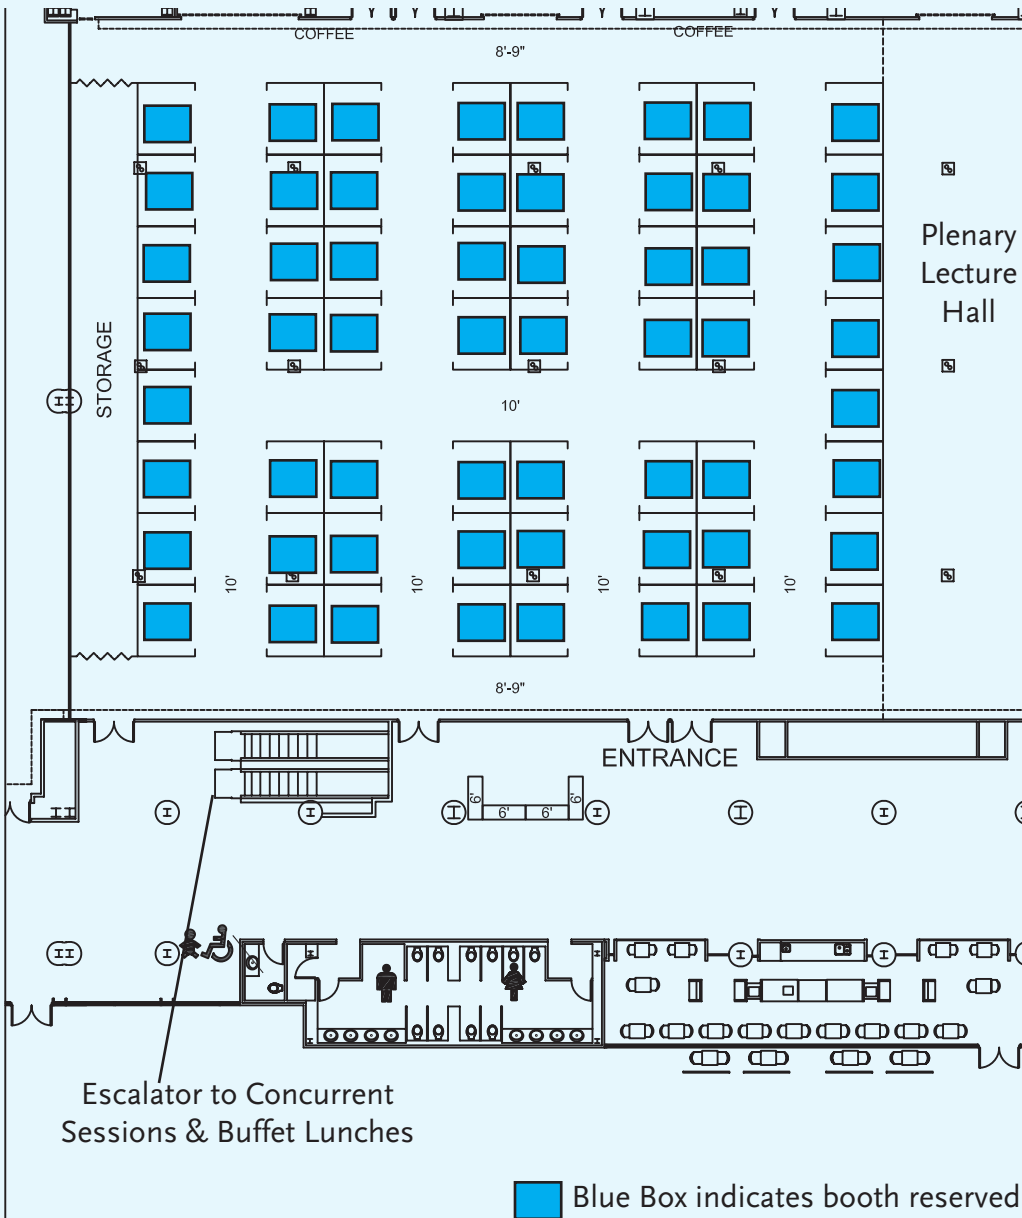 COFFEE
COFFEE
8'-9"
Plenary
Lecture
Hall
STORAGE
10'
10'
10'
10'
10'
8'-9"
ENTRANCE
6'
6'
6'
6'
Escalator to Concurrent
Sessions & Buffet Lunches
Blue Box indicates booth reserved